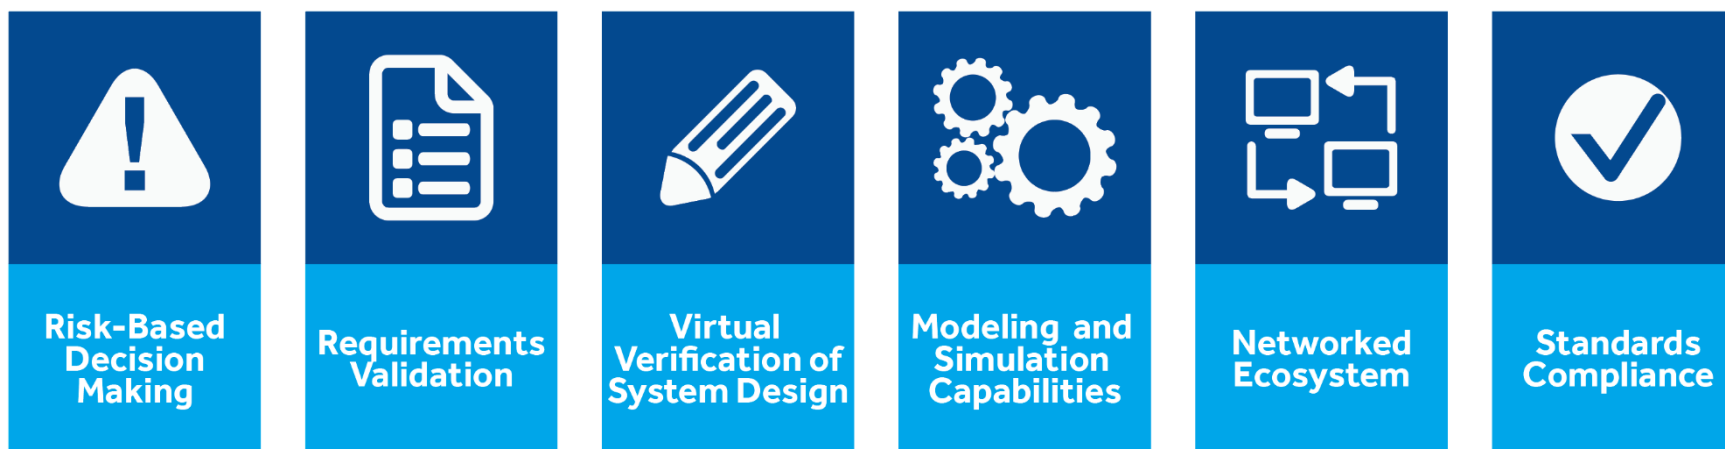 Risk-Based
Decision
Making
Requirements
Validation
Virtual
Verification of
System Design
Modeling and
Simulation
Capabilities
Networked
Ecosystem
Standards
Compliance